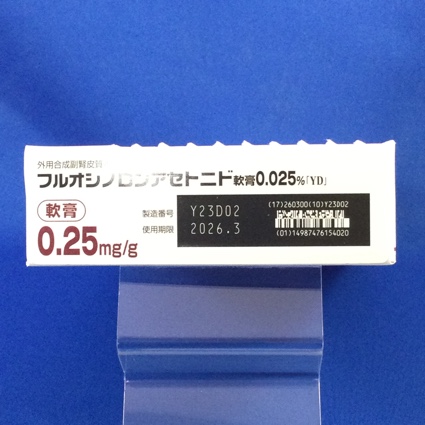 外用合成副腎皮質
フルオシノロンアセトニド軟膏0.025%「YD」
軟膏
0.25mg/g
製造番号 Y23D02
使用期限 2026.3
(17)260300(10)Y23D02
(01)14987476154020